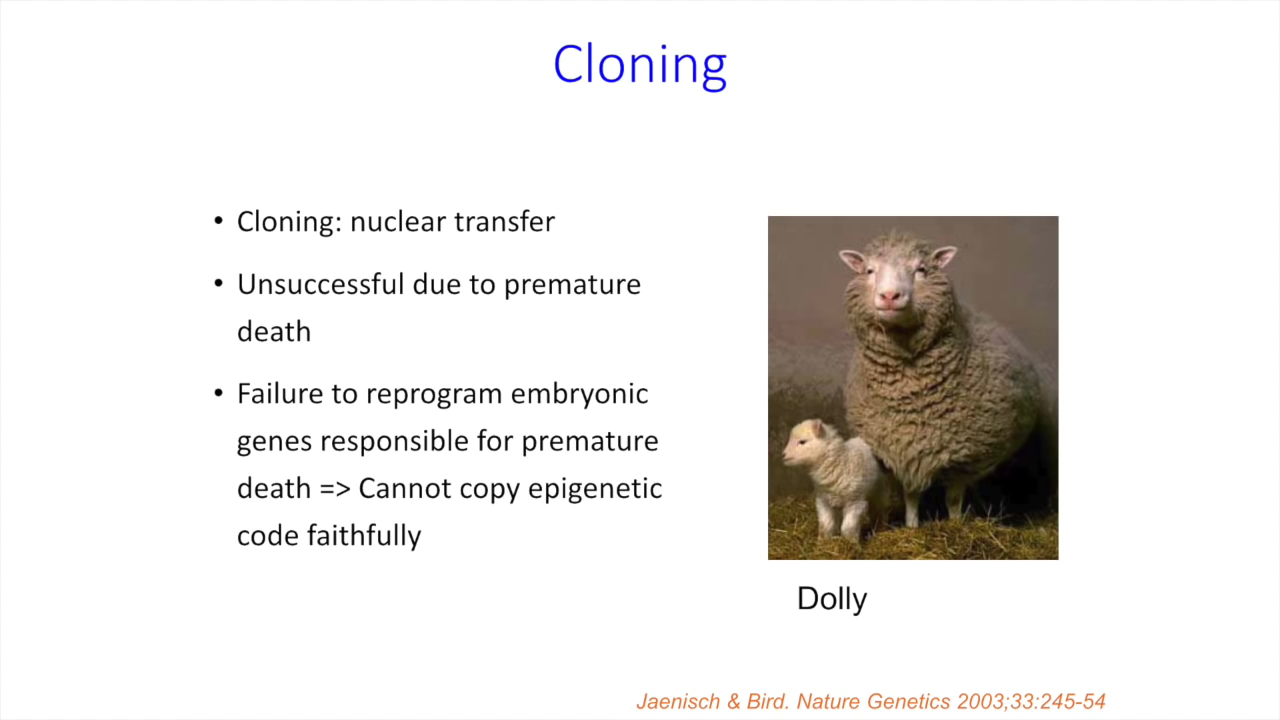 Cloning
• Cloning: nuclear transfer
• Unsuccessful due to premature
death
• Failure to reprogram embryonic
genes responsible for premature
death => Cannot copy epigenetic
code faithfully
Dolly
Jaenisch & Bird. Nature Genetics 2003;33:245-54